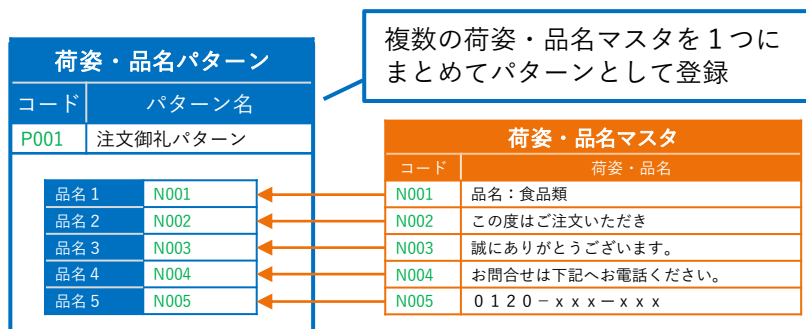 複数の荷姿・品名マスタを1つに
まとめてパターンとして登録
荷姿・品名パターン
コード パターン名
P001 注文御礼パターン
品名1 N001
品名2 N002
品名3 N003
品名4 N004
品名5 N005
荷姿・品名マスタ
コード 荷姿・品名
N001 品名：食品類
N002 この度はご注文いただき
N003 誠にありがとうございます。
N004 お問合せは下記へお電話ください。
N005 ０１２０－ｘｘｘ－ｘｘｘ